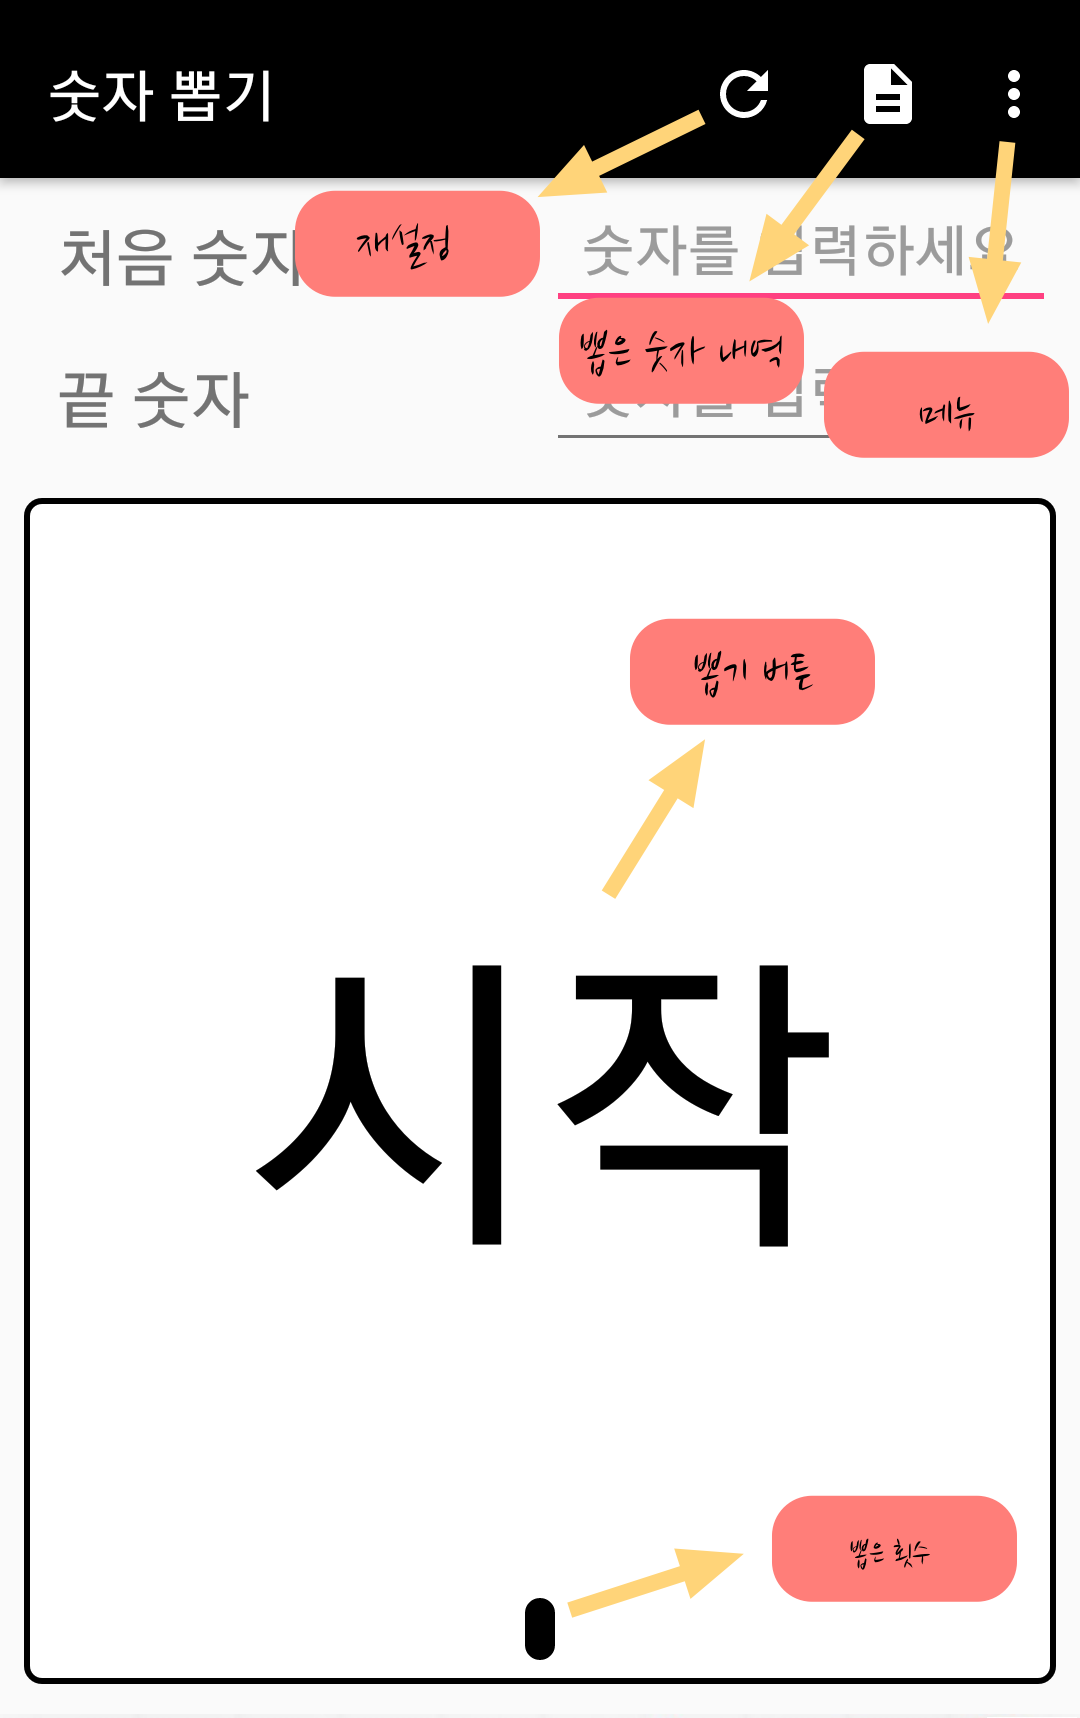 숫자 뽑기
처음 숫자
재설정
숫자를 입력하세요
뽑은 숫자 내역
끝 숫자
숫자를 입력
메뉴
뽑기 버튼
시작
뽑은 횟수